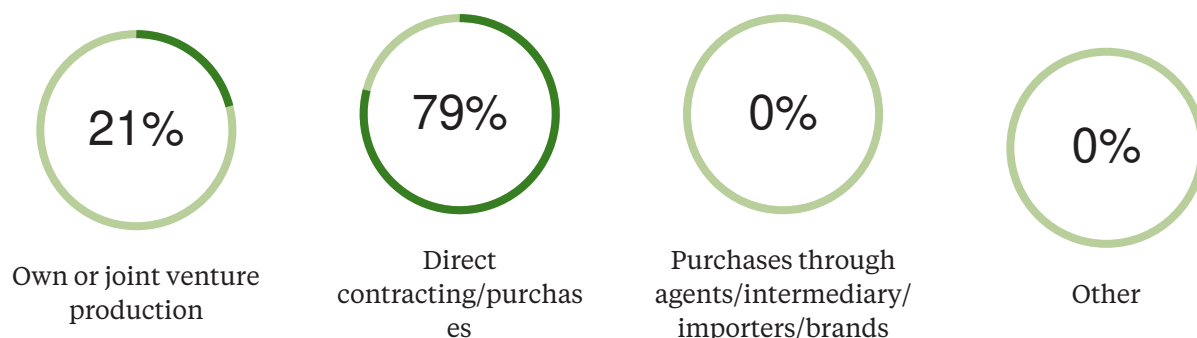 21%
Own or joint venture
production
79%
Direct
contracting/purchas
es
0%
Purchases through
agents/intermediary/
importers/brands
0%
Other